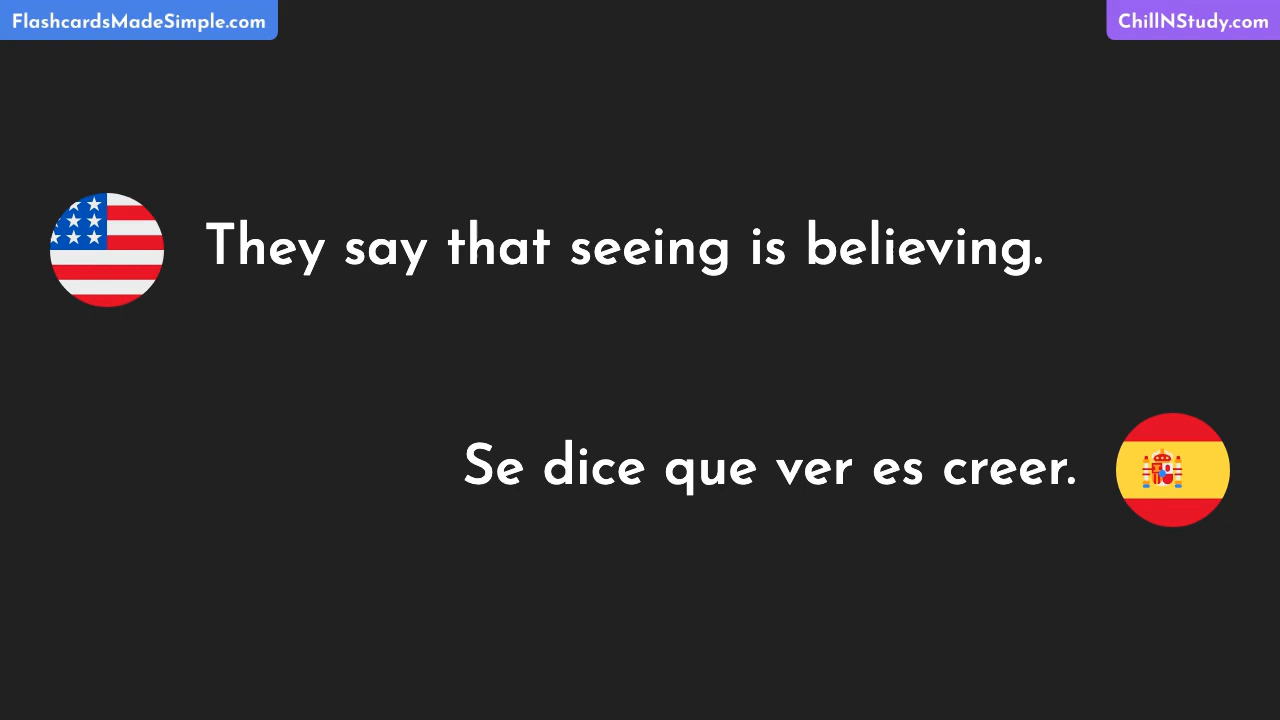 FlashcardsMadeSimple.com
ChillNStudy.com
They say that seeing is believing.
Se dice que ver es creer.